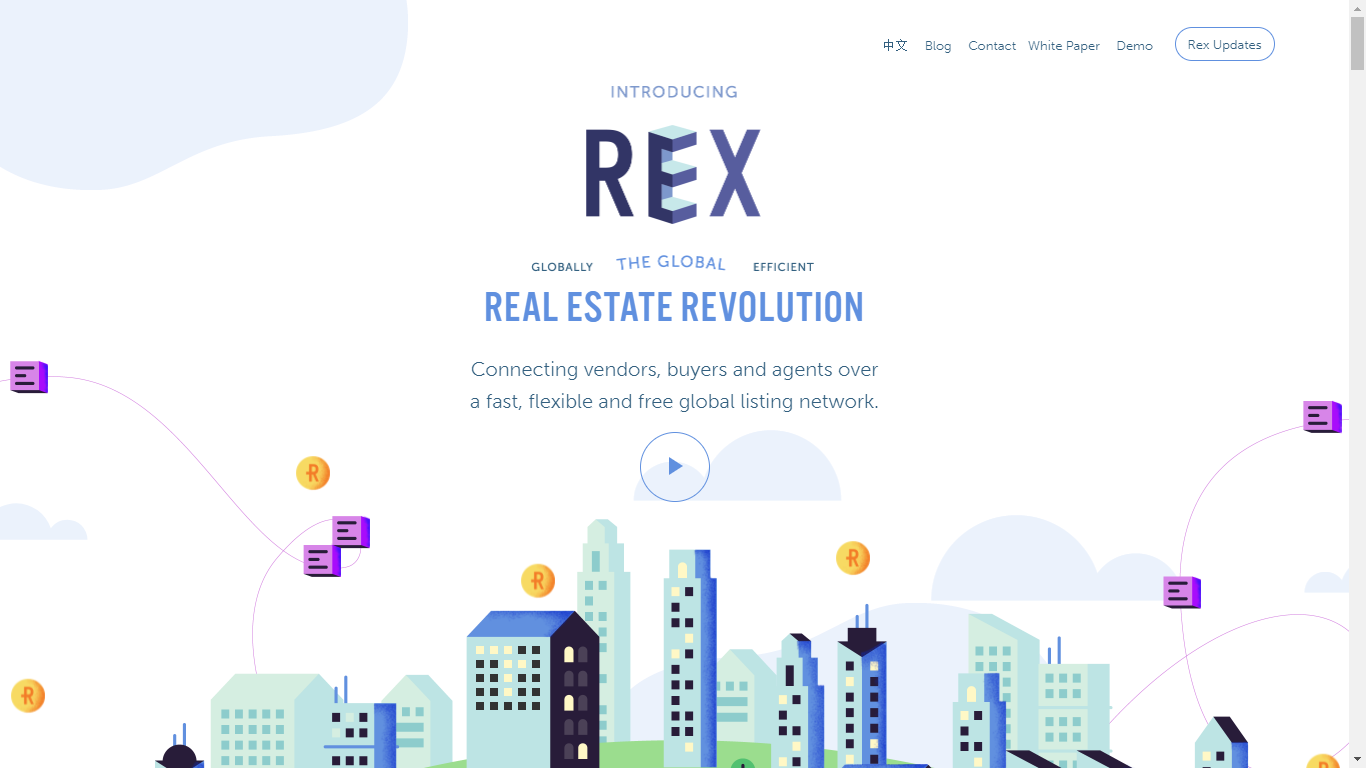 中文 Blog Contact White Paper Demo Rex Updates
INTRODUCING
REX
GLOBALLY THE GLOBAL EFFICIENT
REAL ESTATE REVOLUTION
Connecting vendors, buyers and agents over
a fast, flexible and free global listing network.